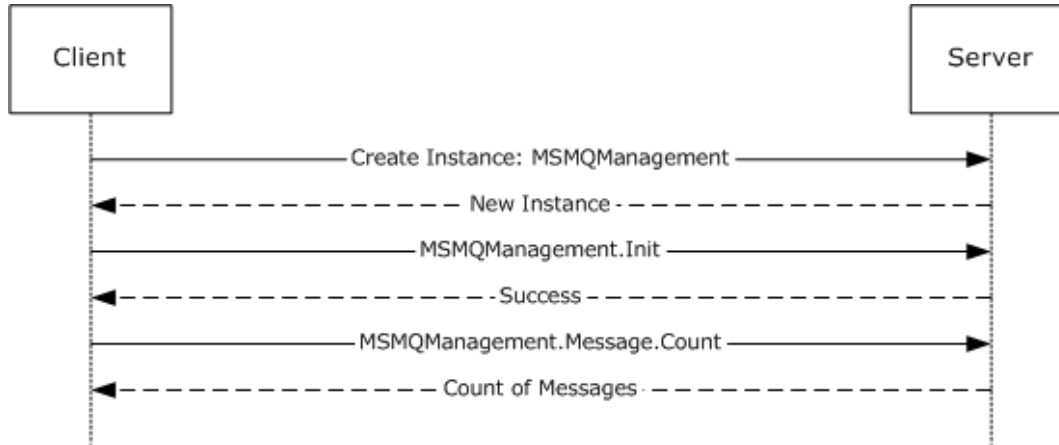 Client
Server
Create Instance: MSMQManagement
New Instance
MSMQManagement.Init
Success
MSMQManagement.Message.Count
Count of Messages